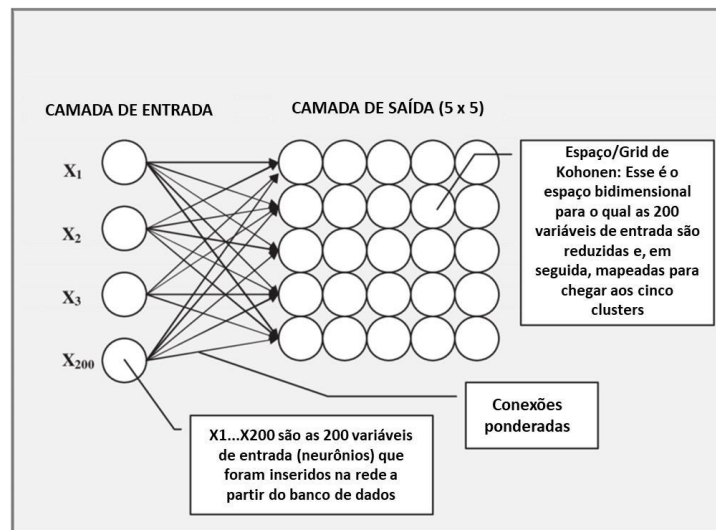 CAMADA DE ENTRADA
CAMADA DE SAÍDA (5 x 5)
X1
X2
X3
X200
Espaço/Grid de
Kohonen: Esse é o
espaço bidimensional
para o qual as 200
variáveis de entrada são
reduzidas e, em
seguida, mapeadas para
chegar aos cinco
clusters
Conexões
ponderadas
X1...X200 são as 200 variáveis
de entrada (neurônios) que
foram inseridos na rede a
partir do banco de dados